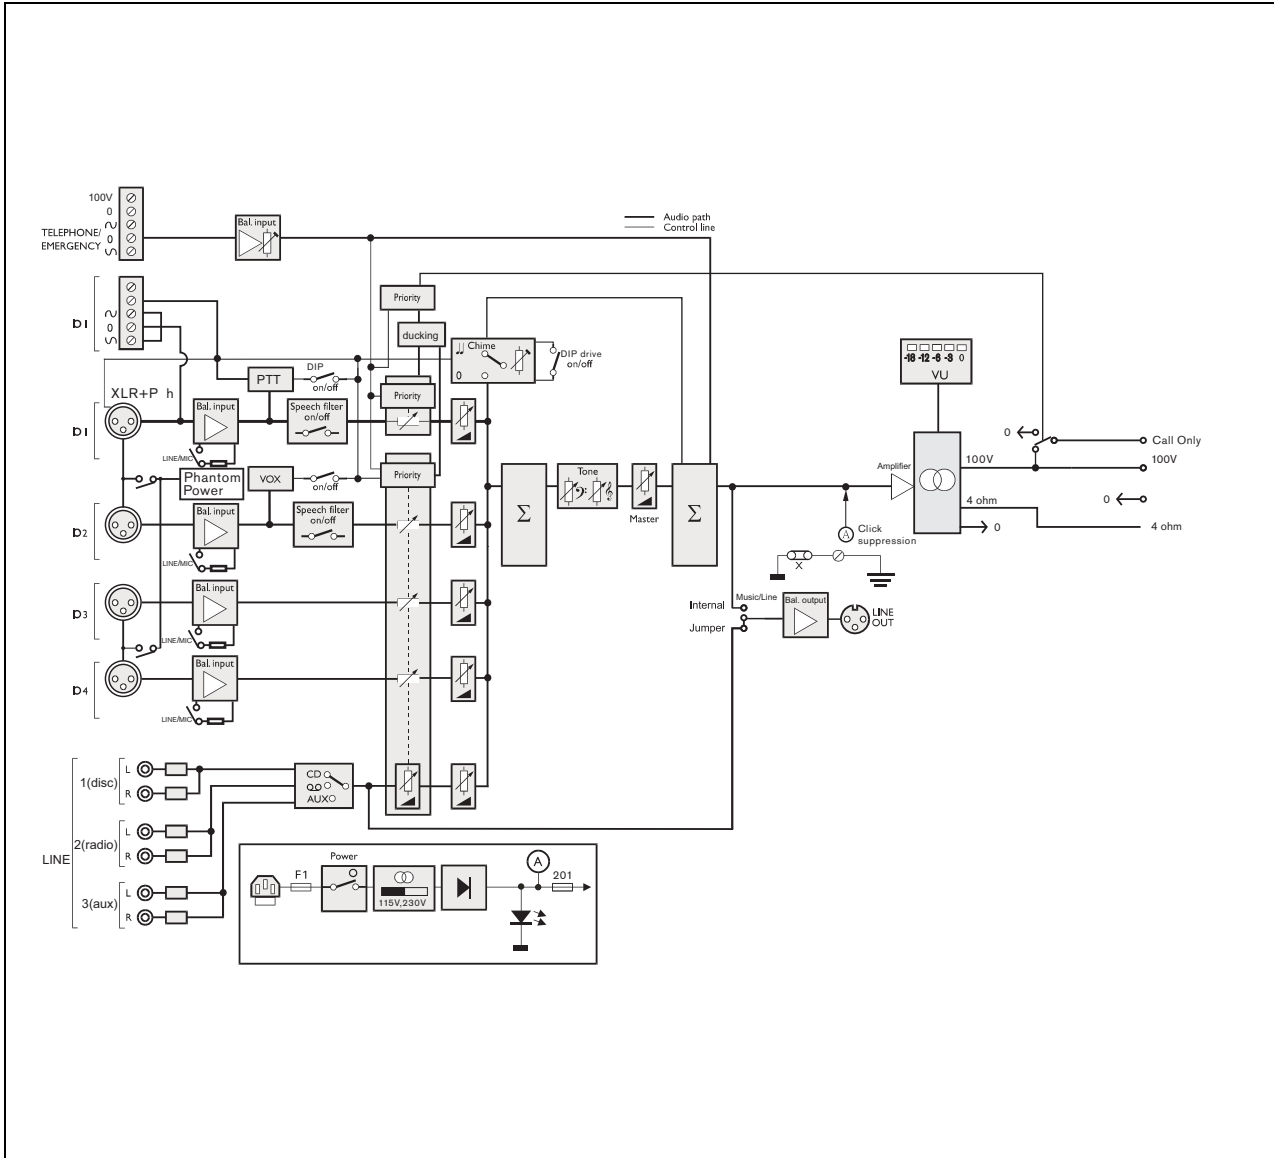 100V
0
TELEPHONE/
0
EMERGENCY
Bal. input
Audio path
Control line
Priority
ducking
Chime
0
DIP drive
on/off
0
XLR+P h
PTT
DIP
on/off
Priority
Bal. input
Speech filter
on/off
LINE/MIC
Phantom
Power
VOX
on/off
Priority
Bal. input
Speech filter
on/off
LINE/MIC
Bal. input
LINE/MIC
Bal. input
LINE/MIC
Σ
Tone
Master
Σ
-18 -12 -6 -3 0
VU
Amplifier
100V
4 ohm
0
0
Call Only
100V
0
4 ohm
A
Click
suppression
X
Internal
Music/Line
Jumper
Bal. output
LINE
OUT
LINE
1(disc)
L
R
2(radio)
L
R
3(aux)
L
R
CD
AUX
F1
Power
115V,230V
A
201